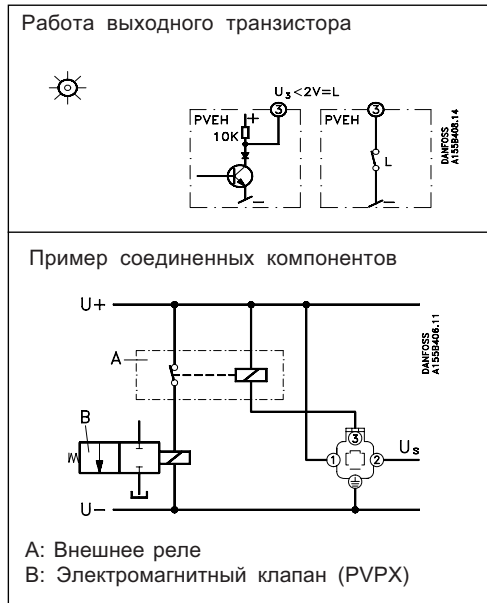 Работа выходного транзистора
U3<2V=L
3
3
PVEH
+
PVEH
10K
L
−
−
DANFOSS
A155B408.14
Пример соединенных компонентов
U+
A
DANFOSS
A155B406.11
B
3
1
2
Us
U−
A: Внешнее реле
B: Электромагнитный клапан (PVPX)